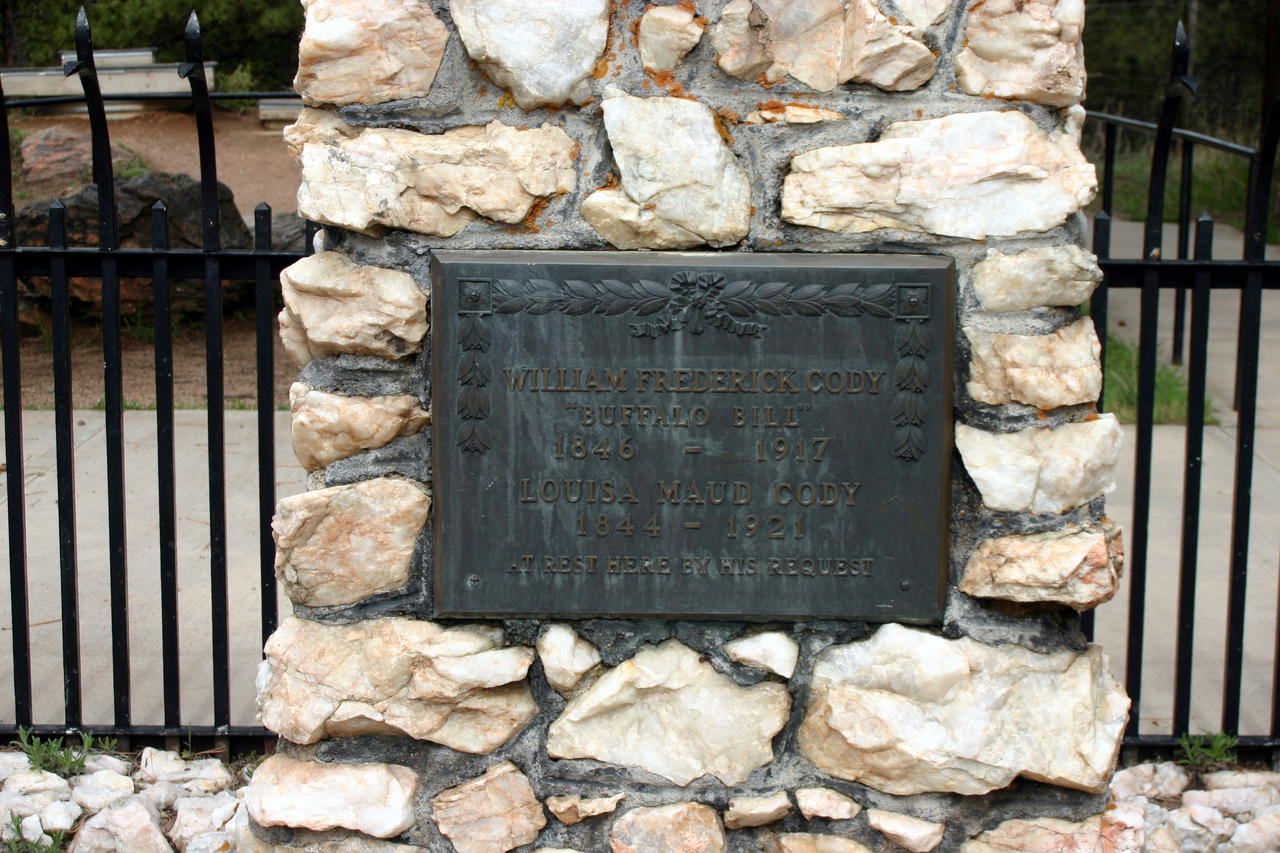 WILLIAM FREDERICK CODY
"BUFFALO BILL"
1846 - 1917
LOUISA MAUD CODY
1844 - 1921
AT REST HERE BY HIS REQUEST